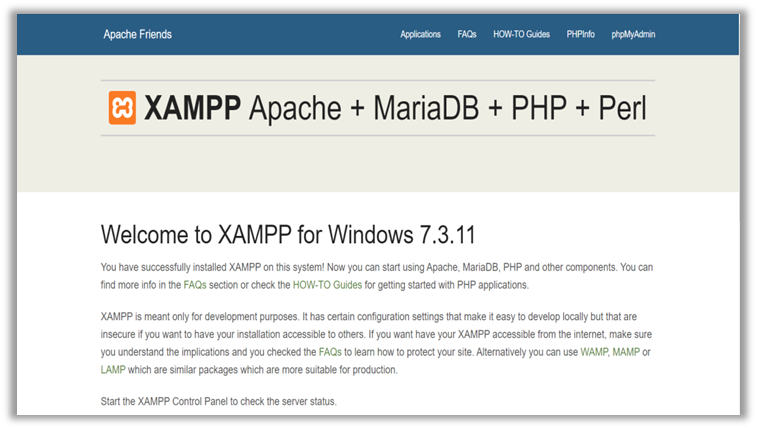 Apache Friends
Applications FAQs HOW-TO Guides PHPInfo phpMyAdmin
XAMPP Apache + MariaDB + PHP + Perl
Welcome to XAMPP for Windows 7.3.11
You have successfully installed XAMPP on this system! Now you can start using Apache, MariaDB, PHP and other components. You can
find more info in the FAQs section or check the HOW-TO Guides for getting started with PHP applications.
XAMPP is meant only for development purposes. It has certain configuration settings that make it easy to develop locally but that are
insecure if you want to have your installation accessible to others. If you want have your XAMPP accessible from the internet, make sure
you understand the implications and you checked the FAQs to learn how to protect your site. Alternatively you can use WAMP, MAMP or
LAMP which are similar packages which are more suitable for production.
Start the XAMPP Control Panel to check the server status.